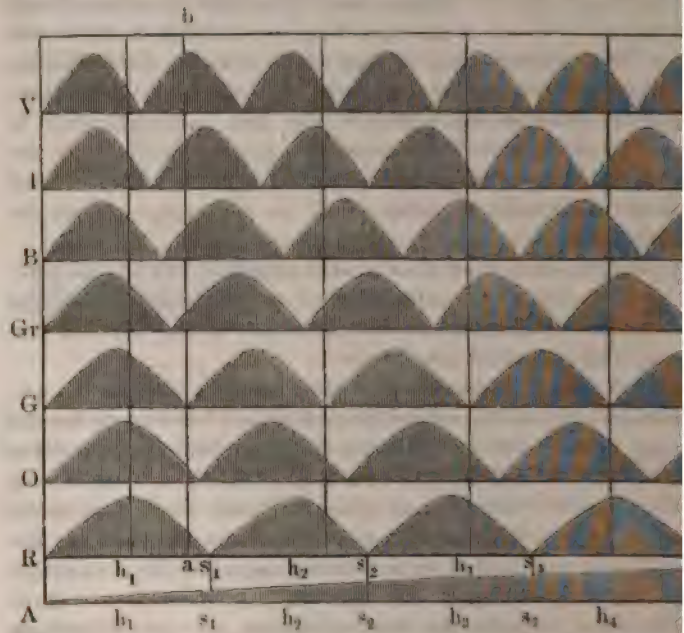 b
V
I
B
Gr
G
O
R
h₁ a s₁ h₂ s₂ h₃ s₃
A
h₁ s₁ h₂ s₂ h₃ s₃ h₄